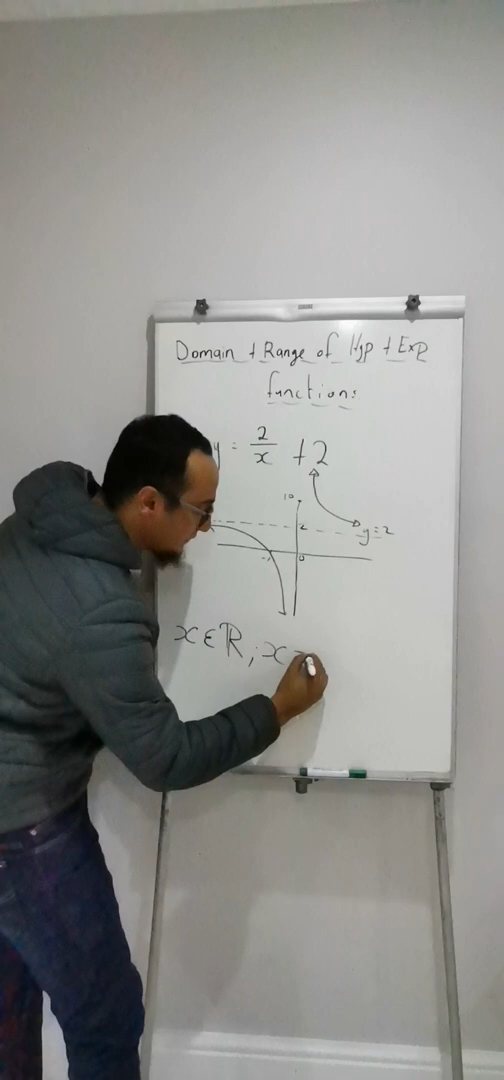 Domain + Range of Hyp + Exp
functions
y = 2/x + 2
10
2
y = 2
-1
0
x ∈ ℝ ; x